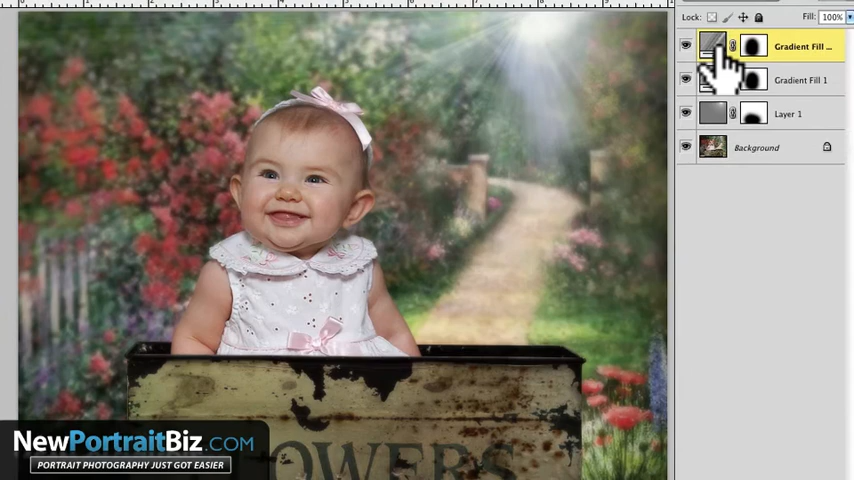 Lock:
Fill: 100%
Gradient Fill ...
Gradient Fill 1
Layer 1
Background
OWERS
NewPortraitBiz.COM
PORTRAIT PHOTOGRAPHY JUST GOT EASIER